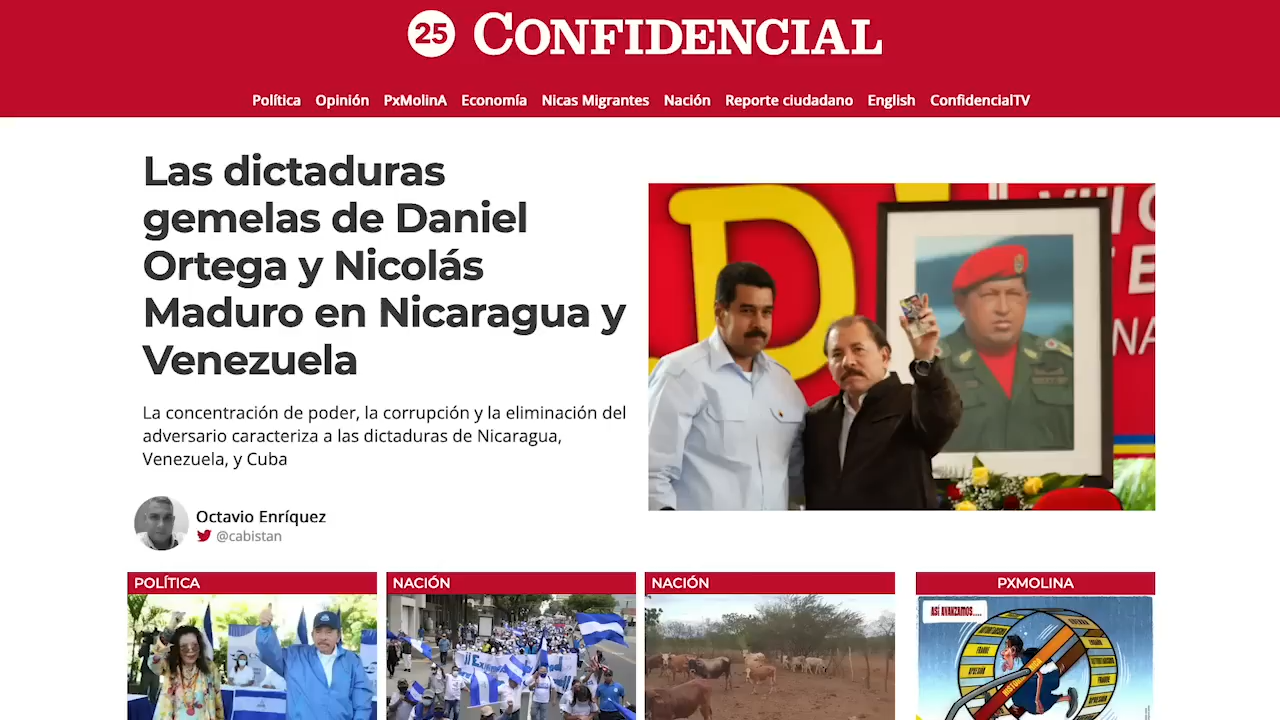 25 CONFIDENCIAL
Política Opinión PxMolinA Economía Nicas Migrantes Nación Reporte ciudadano English ConfidencialTV
Las dictaduras
gemelas de Daniel
Ortega y Nicolás
Maduro en Nicaragua y
Venezuela
La concentración de poder, la corrupción y la eliminación del
adversario caracteriza a las dictaduras de Nicaragua,
Venezuela, y Cuba
Octavio Enríquez
@cabistan
POLÍTICA
NACIÓN
NACIÓN
PXMOLINA
ASÍ AVANZAMOS....